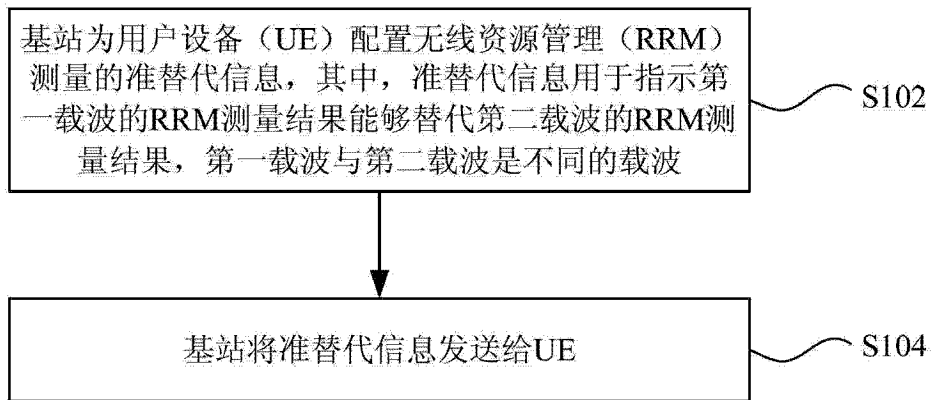 基站为用户设备（UE）配置无线资源管理（RRM）
测量的准替代信息，其中，准替代信息用于指示第
一载波的RRM测量结果能够替代第二载波的RRM测
量结果，第一载波与第二载波是不同的载波
S102
基站将准替代信息发送给UE
S104